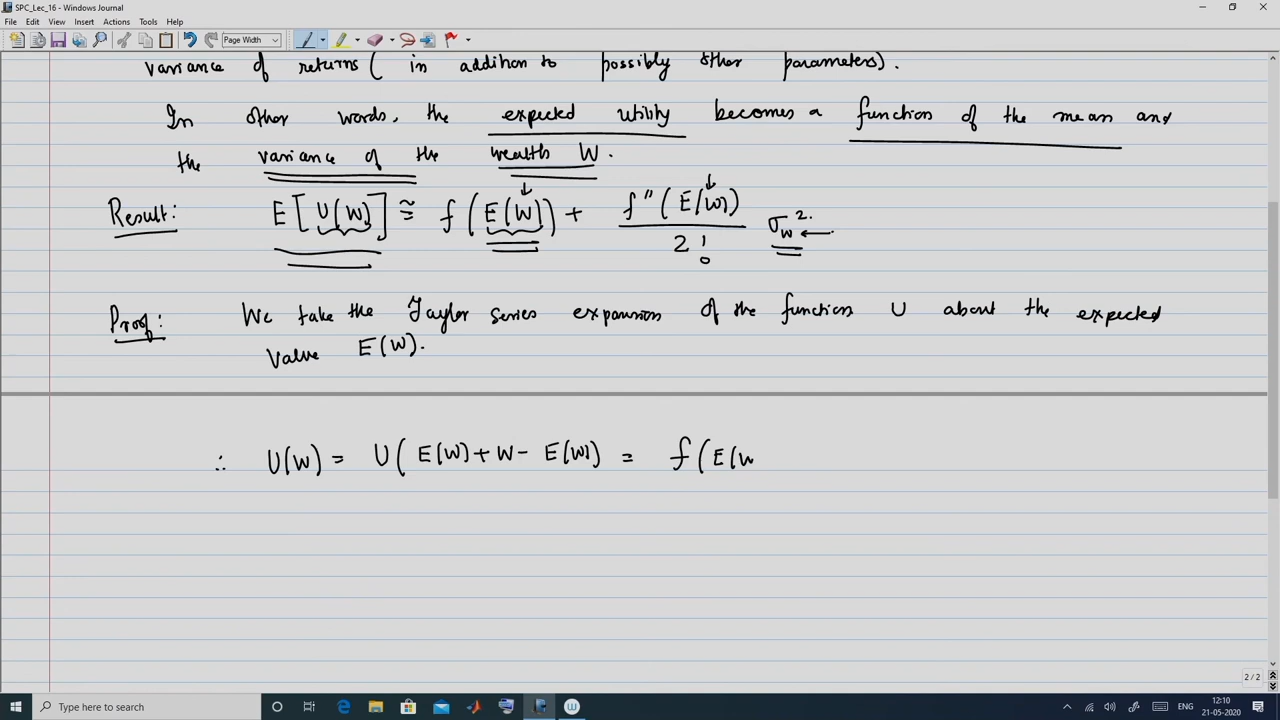 SPC_Lec_16 - Windows Journal
File Edit View Insert Actions Tools Help
Page Width
variance of returns ( in addition to possibly other parameters).
In other words, the expected utility becomes a function of the mean and
the variance of the wealth W.
Result: E[U(W)] ≅ f(E(W)) + f''(E(W))/2! σ_W².
Proof: We take the Taylor series expansion of the function U about the expected
value E(W).
∴ U(W) = U( E(W) + W - E(W)) = f(E(W
2/2
Type here to search
12:10
21-05-2020